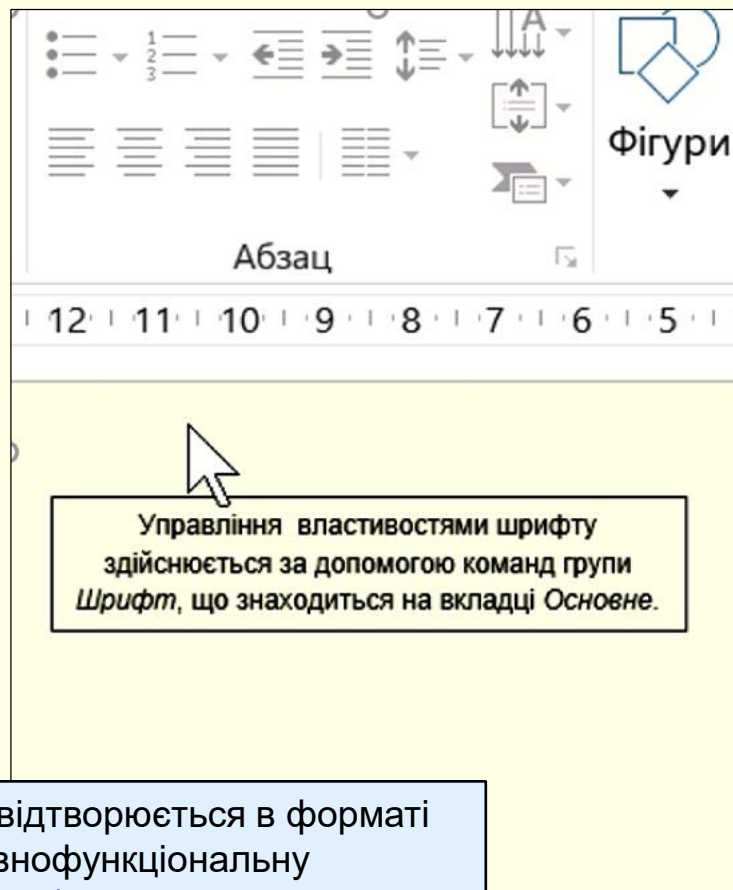 Фігури
Абзац
12 11 10 9 8 7 6 5
Управління властивостями шрифту
здійснюється за допомогою команд групи
Шрифт, що знаходиться на вкладці Основне.
відтворюється в форматі